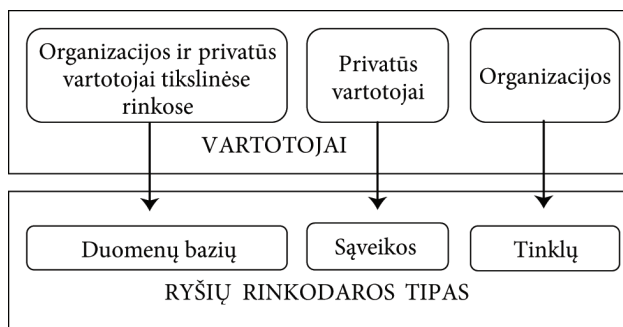 Organizacijos ir privatūs
vartotojai tikslinėse
rinkose
Privatūs
vartotojai
Organizacijos
VARTOTOJAI
Duomenų bazių
Sąveikos
Tinklų
RYŠIŲ RINKODAROS TIPAS